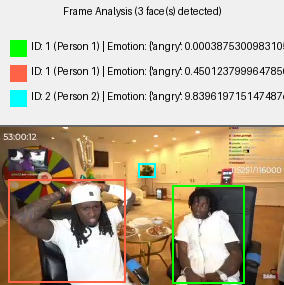 Frame Analysis (3 face(s) detected)
ID: 1 (Person 1) | Emotion: {'angry': 0.000387530098310
ID: 1 (Person 1) | Emotion: {'angry': 0.450123799964785
ID: 2 (Person 2) | Emotion: {'angry': 9.839619715147487
53:00:12
116000